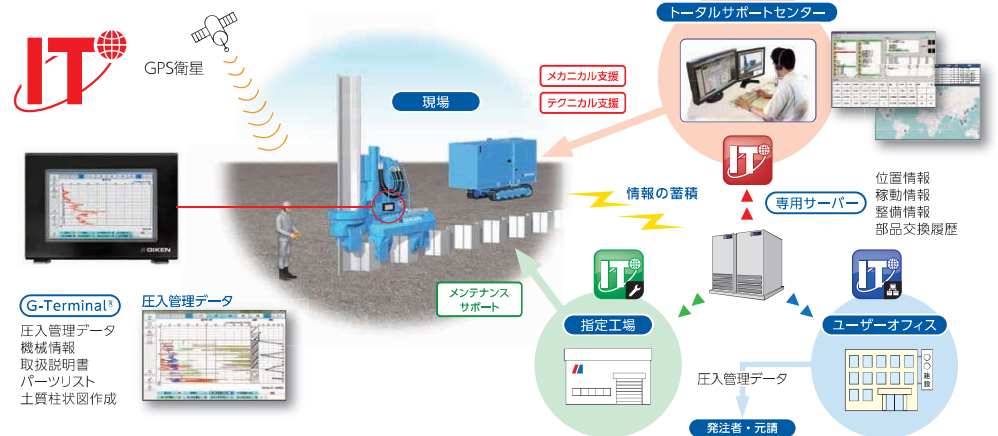 IT
GPS衛星
現場
メカニカル支援
テクニカル支援
トータルサポートセンター
IT
情報の蓄積
専用サーバー
位置情報
稼動情報
整備情報
部品交換履歴
GIKEN
G-Terminal®
圧入管理データ
機械情報
取扱説明書
パーツリスト
土質柱状図作成
圧入管理データ
メンテナンス
サポート
IT
指定工場
IT
ユーザーオフィス
○○建設
圧入管理データ
発注者・元請